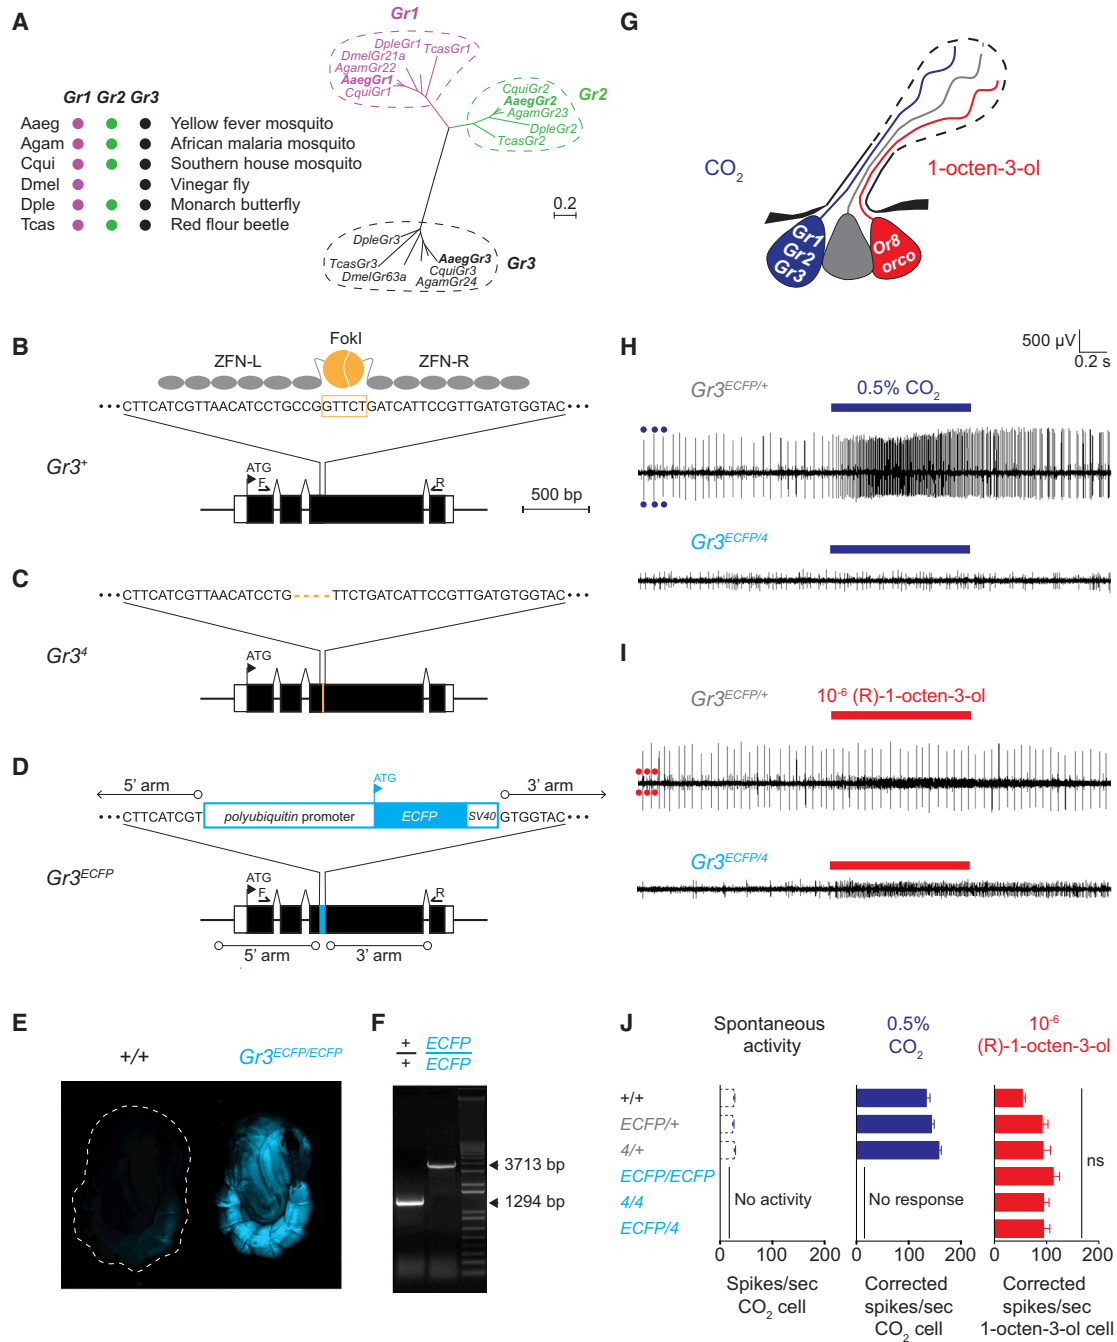 A
Gr1
DpleGr1
TcasGr1
DmelGr21a
AgamGr22
AaegGr1
CquiGr1
CquiGr2
AaegGr2
AgamGr23
DpleGr2
TcasGr2
Gr2
Gr1 Gr2 Gr3
Aaeg Yellow fever mosquito
Agam African malaria mosquito
Cqui Southern house mosquito
Dmel Vinegar fly
Dple Monarch butterfly
Tcas Red flour beetle
0.2
DpleGr3
TcasGr3
DmelGr63a
AaegGr3
CquiGr3
AgamGr24
Gr3
G
CO2
1-octen-3-ol
Gr1
Gr2
Gr3
Or8
orco
B
FokI
ZFN-L
ZFN-R
•••CTTCATCGTTAACATCCTGCCGGTTCTGATCATTCCGTTGATGTGGTAC•••
Gr3+
ATG
F
R
500 bp
C
•••CTTCATCGTTAACATCCTG-----TTCTGATCATTCCGTTGATGTGGTAC•••
Gr34
ATG
D
5' arm
ATG
3' arm
•••CTTCATCGT
polyubiquitin promoter
ECFP
SV40
GTGGTAC•••
Gr3ECFP
ATG
F
R
5' arm
3' arm
E
+/+
Gr3ECFP/ECFP
F
+
+
ECFP
ECFP
3713 bp
1294 bp
H
500 µV
0.2 s
Gr3ECFP/+
0.5% CO2
Gr3ECFP/4
I
Gr3ECFP/+
10-6 (R)-1-octen-3-ol
Gr3ECFP/4
J
Spontaneous
activity
0.5%
CO2
10-6
(R)-1-octen-3-ol
+/+
ECFP/+
4/+
ECFP/ECFP
4/4
ECFP/4
No activity
No response
ns
0 100 200
0 100 200
0 100 200
Spikes/sec
CO2 cell
Corrected
spikes/sec
CO2 cell
Corrected
spikes/sec
1-octen-3-ol cell